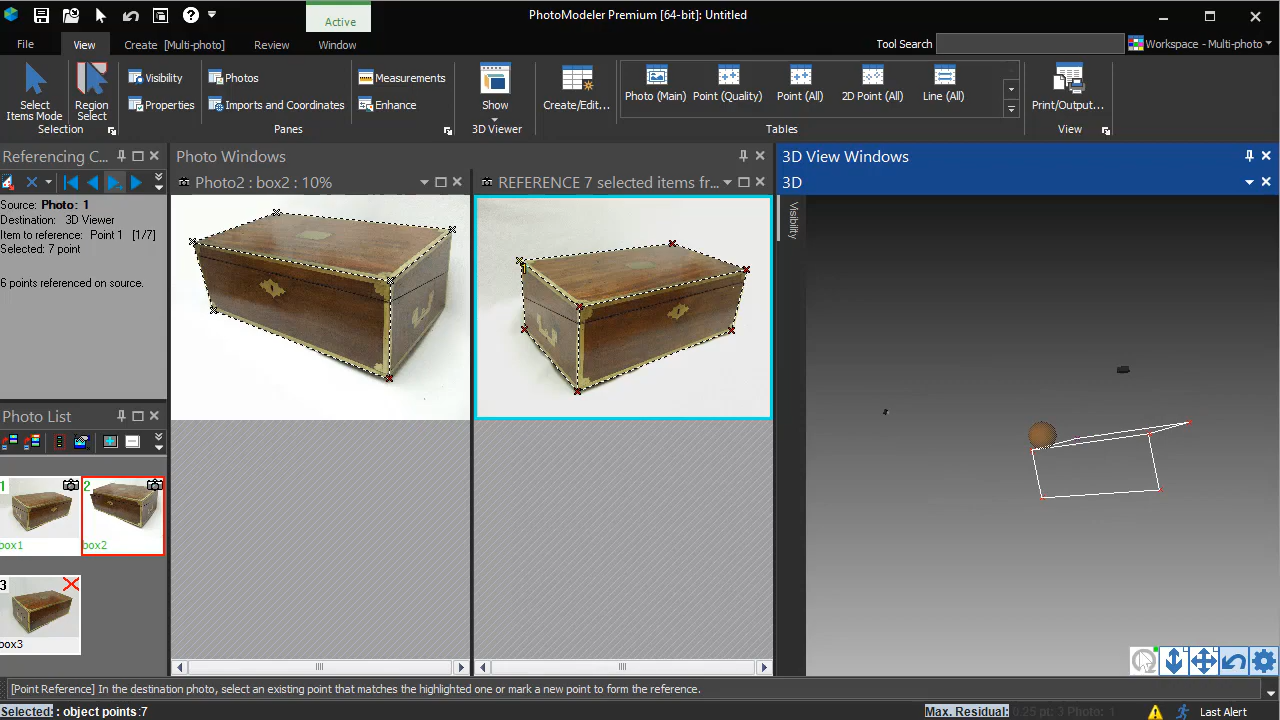 PhotoModeler Premium [64-bit]: Untitled
Active
File
View
Create [Multi-photo]
Review
Window
Tool Search
Workspace - Multi-photo
Select
Items Mode
Region
Select
Selection
Visibility
Properties
Photos
Imports and Coordinates
Panes
Measurements
Enhance
Show
3D Viewer
Create/Edit...
Photo (Main)
Point (Quality)
Point (All)
2D Point (All)
Line (All)
Tables
Print/Output...
View
Referencing C...
Photo Windows
3D View Windows
Photo2 : box2 : 10%
REFERENCE 7 selected items fr...
3D
Source: Photo: 1
Destination: 3D Viewer
Item to reference: Point 1 [1/7]
Selected: 7 point
6 points referenced on source.
Visibility
Photo List
1
box1
2
box2
3
box3
[Point Reference] In the destination photo, select an existing point that matches the highlighted one or mark a new point to form the reference.
Selected: : object points:7
Max. Residual: 0.25 pt: 3 Photo: 1
Last Alert